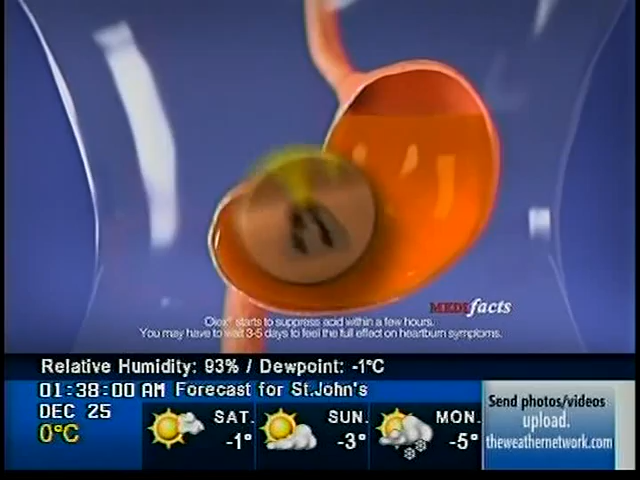 MEDIfacts
Olex® starts to suppress acid within a few hours.
You may have to wait 3-5 days to feel the full effect on heartburn symptoms.
Relative Humidity: 93% / Dewpoint: -1°C
01:38:00 AM Forecast for St.John's
DEC 25
0°C
SAT.
-1°
SUN.
-3°
MON.
-5°
Send photos/videos
upload.
theweathernetwork.com